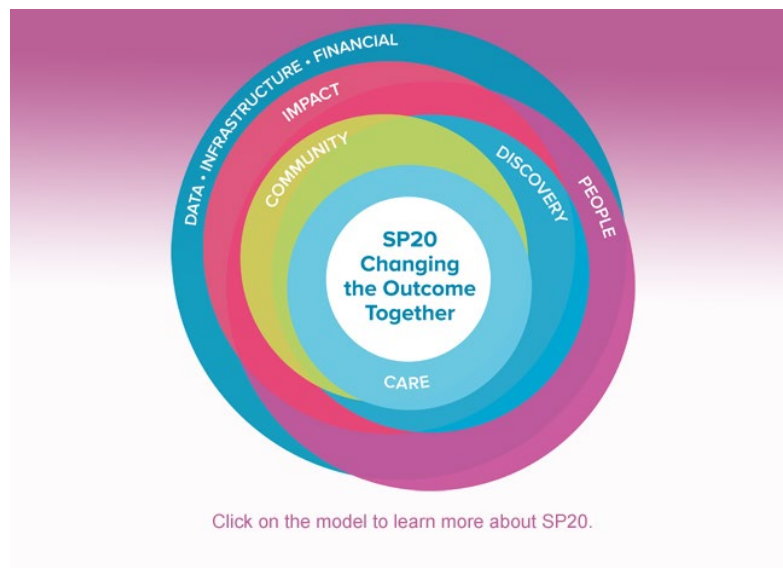 DATA • INFRASTRUCTURE • FINANCIAL
IMPACT
COMMUNITY
DISCOVERY
PEOPLE
SP20
Changing
the Outcome
Together
CARE
Click on the model to learn more about SP20.